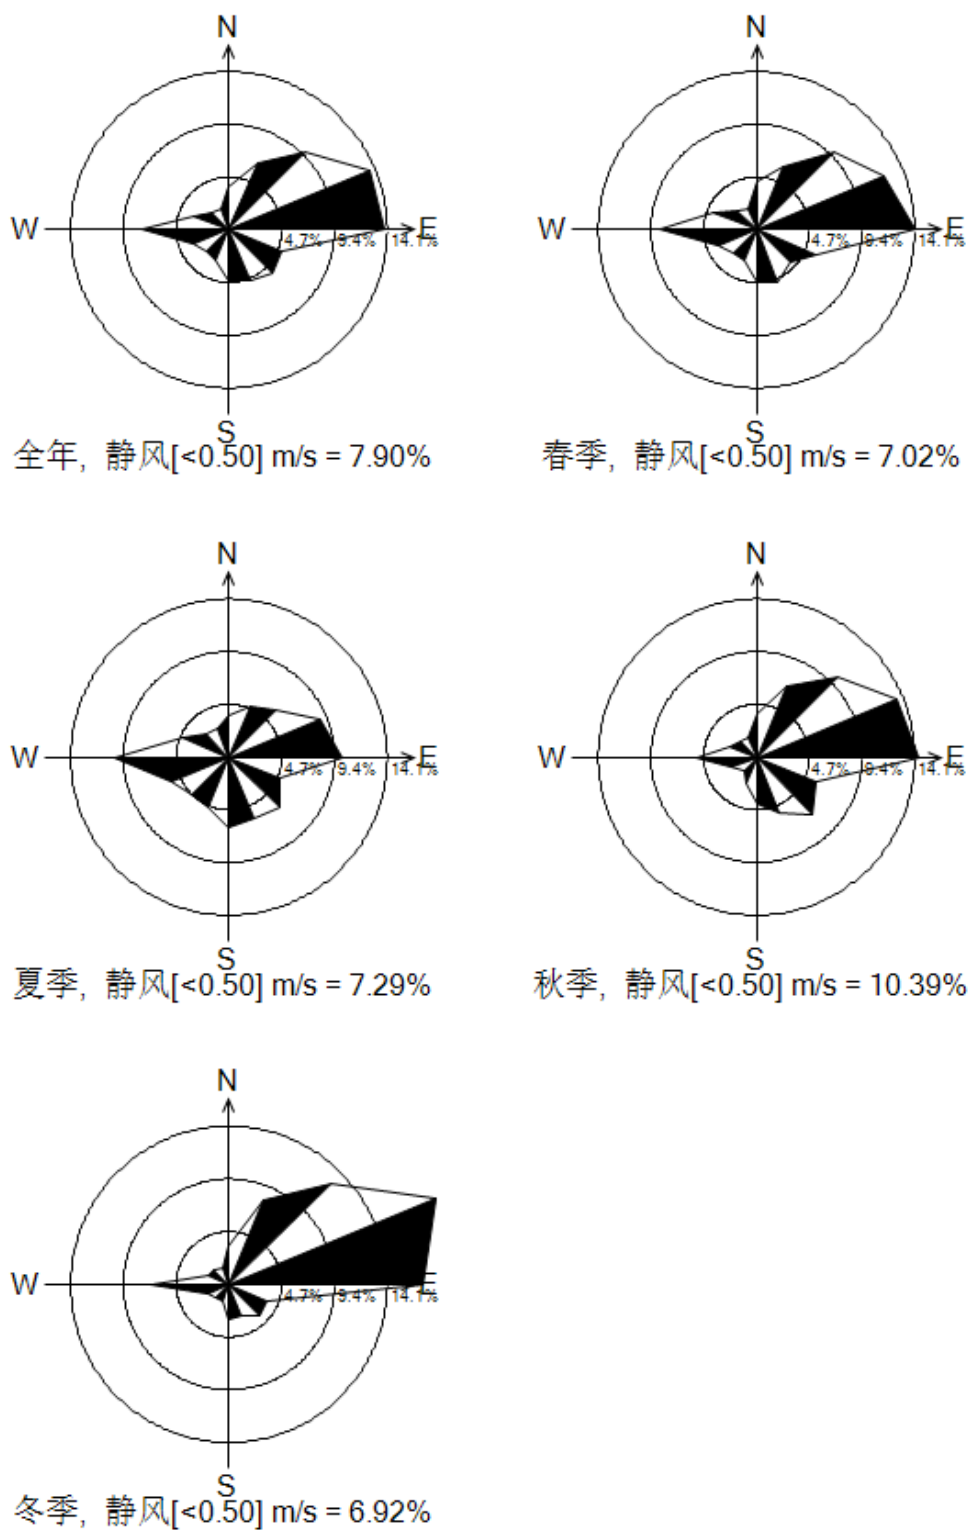 N
N
W
4.7%
9.4%
14.1%
E
W
4.7%
9.4%
14.1%
E
S
S
全年, 静风[<0.50] m/s = 7.90%
春季, 静风[<0.50] m/s = 7.02%
N
N
W
4.7%
9.4%
14.1%
E
W
4.7%
9.4%
14.1%
E
S
S
夏季, 静风[<0.50] m/s = 7.29%
秋季, 静风[<0.50] m/s = 10.39%
N
W
4.7%
9.4%
14.1%
E
S
冬季, 静风[<0.50] m/s = 6.92%